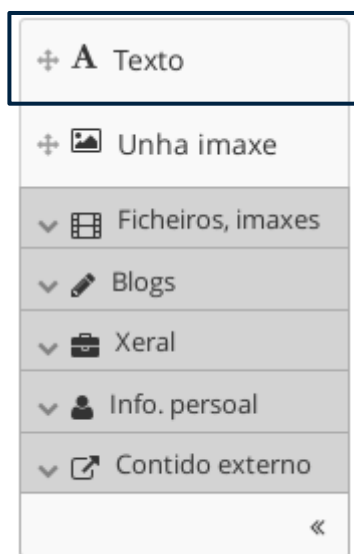 Texto
Unha imaxe
Ficheiros, imaxes
Blogs
Xeral
Info. persoal
Contido externo
«